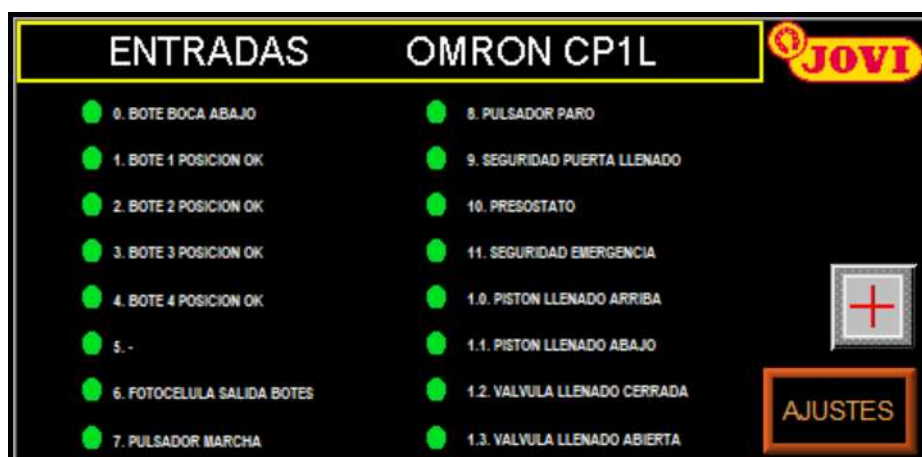 ENTRADAS OMRON CP1L
JOVI
0. BOTE BOCA ABAJO
1. BOTE 1 POSICION OK
2. BOTE 2 POSICION OK
3. BOTE 3 POSICION OK
4. BOTE 4 POSICION OK
5. -
6. FOTOCELULA SALIDA BOTES
7. PULSADOR MARCHA
8. PULSADOR PARO
9. SEGURIDAD PUERTA LLENADO
10. PRESOSTATO
11. SEGURIDAD EMERGENCIA
1.0. PISTON LLENADO ARRIBA
1.1. PISTON LLENADO ABAJO
1.2. VALVULA LLENADO CERRADA
1.3. VALVULA LLENADO ABIERTA
+
AJUSTES